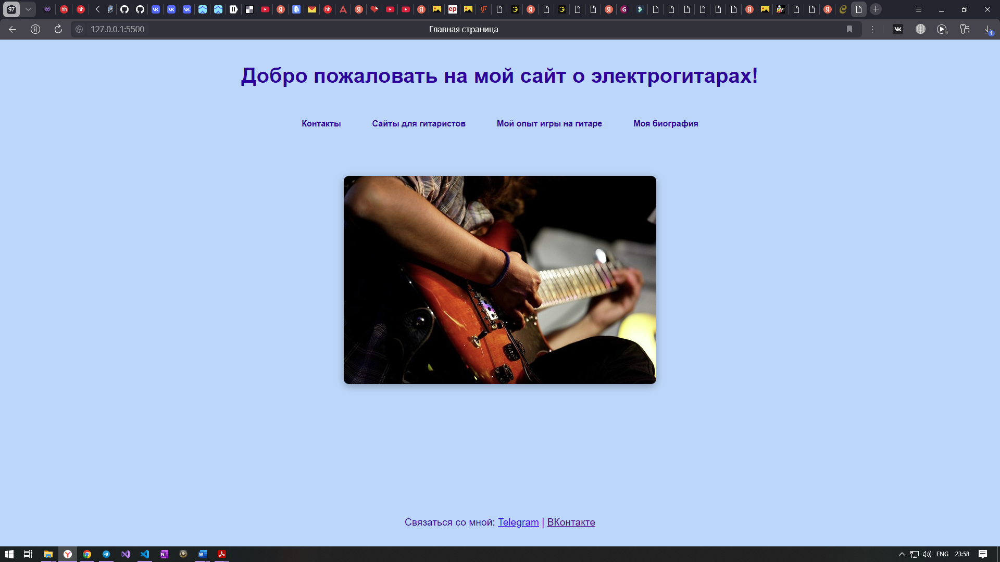 97
127.0.0.1:5500
Главная страница
1
Добро пожаловать на мой сайт о электрогитарах!
Контакты
Сайты для гитаристов
Мой опыт игры на гитаре
Моя биография
Связаться со мной: Telegram | ВКонтакте
ENG
23:58